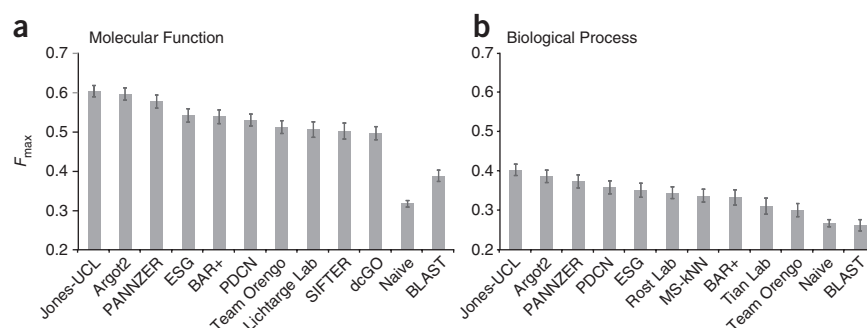 a
Molecular Function
0.7
0.6
0.5
0.4
0.3
0.2
Fmax
Jones-UCL
Argot2
PANNZER
ESG
BAR+
PDCN
Team Orengo
Lichtarge Lab
SIFTER
dcGO
Naive
BLAST
b
Biological Process
0.7
0.6
0.5
0.4
0.3
0.2
Jones-UCL
Argot2
PANNZER
PDCN
ESG
Rost Lab
MS-kNN
BAR+
Tian Lab
Team Orengo
Naive
BLAST